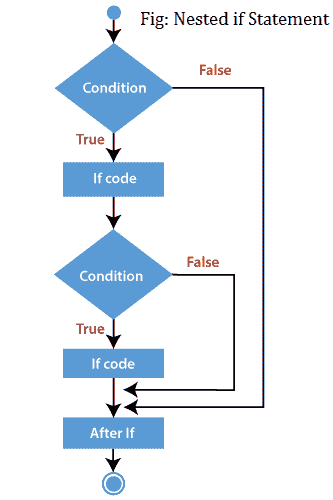 Fig: Nested if Statement
Condition
False
True
If code
Condition
False
True
If code
After If